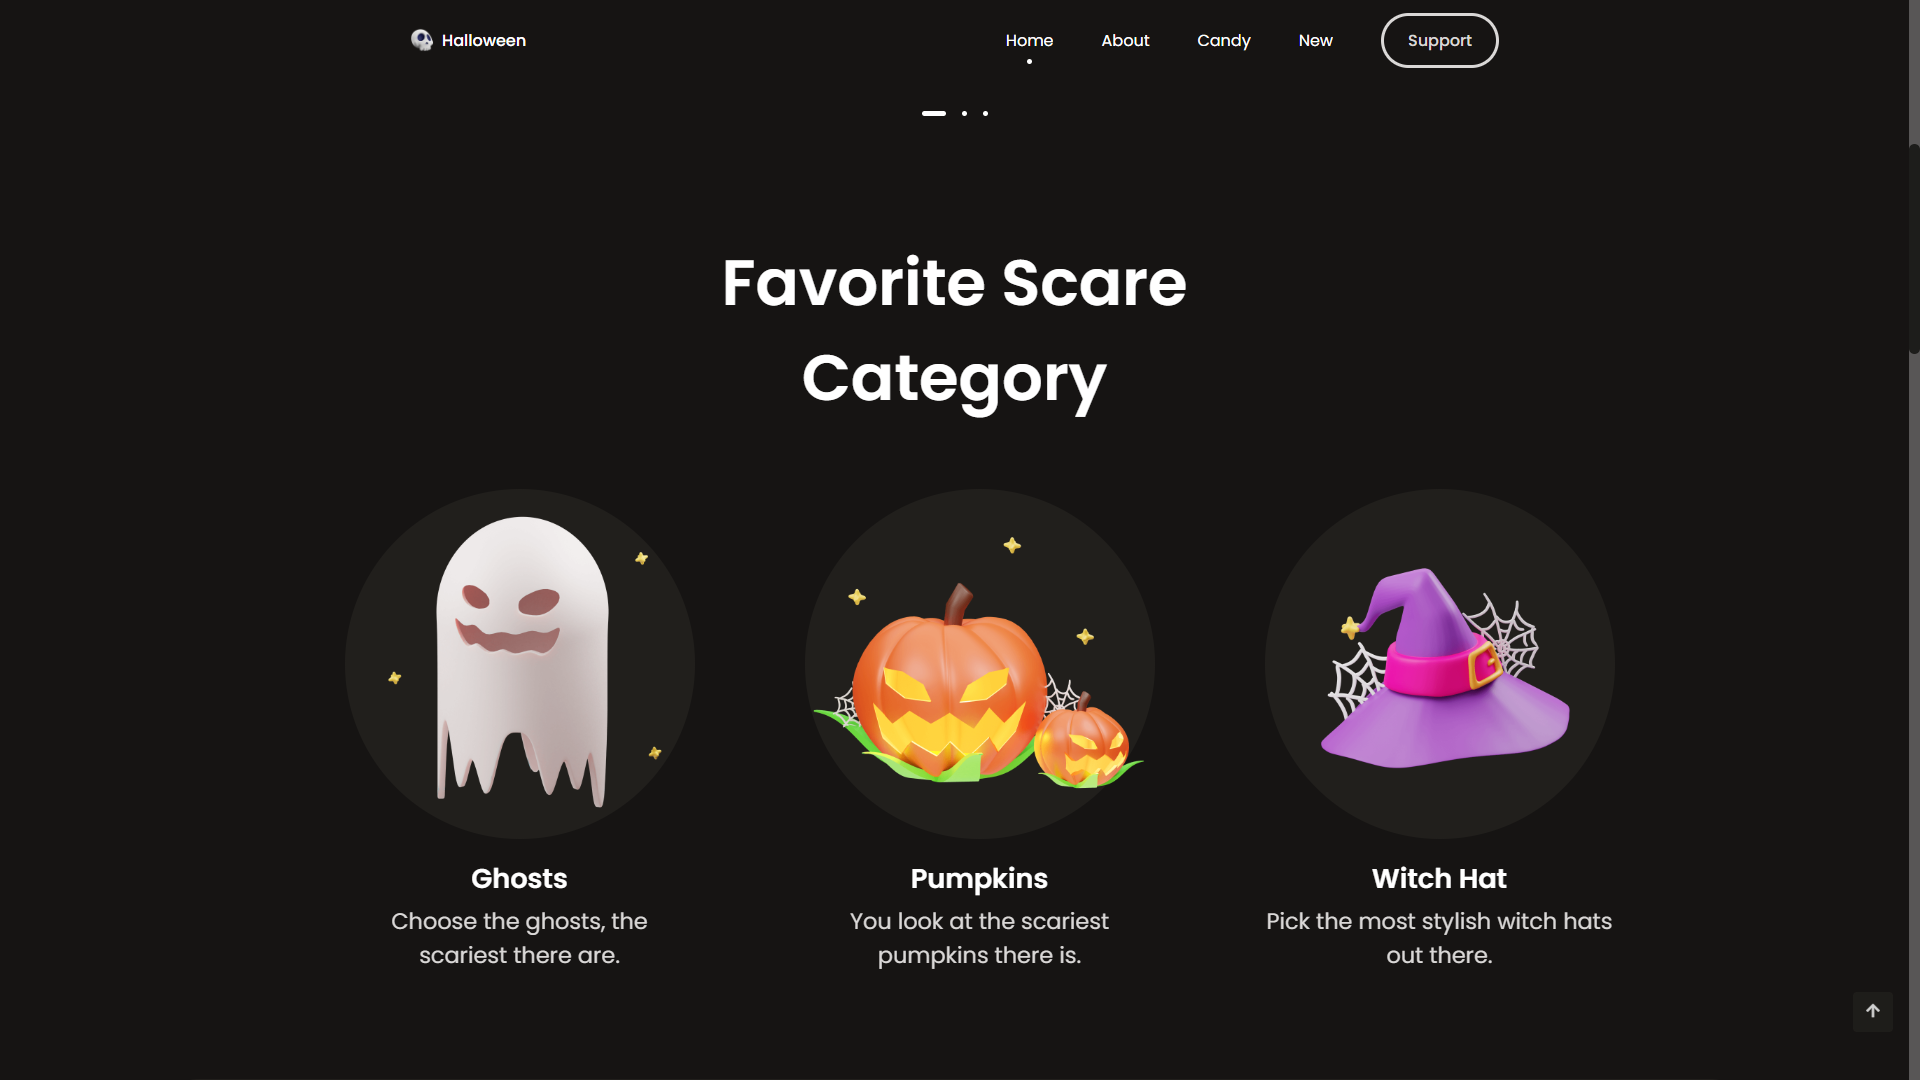 Halloween
Home
About
Candy
New
Support
Favorite Scare
Category
Ghosts
Choose the ghosts, the
scariest there are.
Pumpkins
You look at the scariest
pumpkins there is.
Witch Hat
Pick the most stylish witch hats
out there.